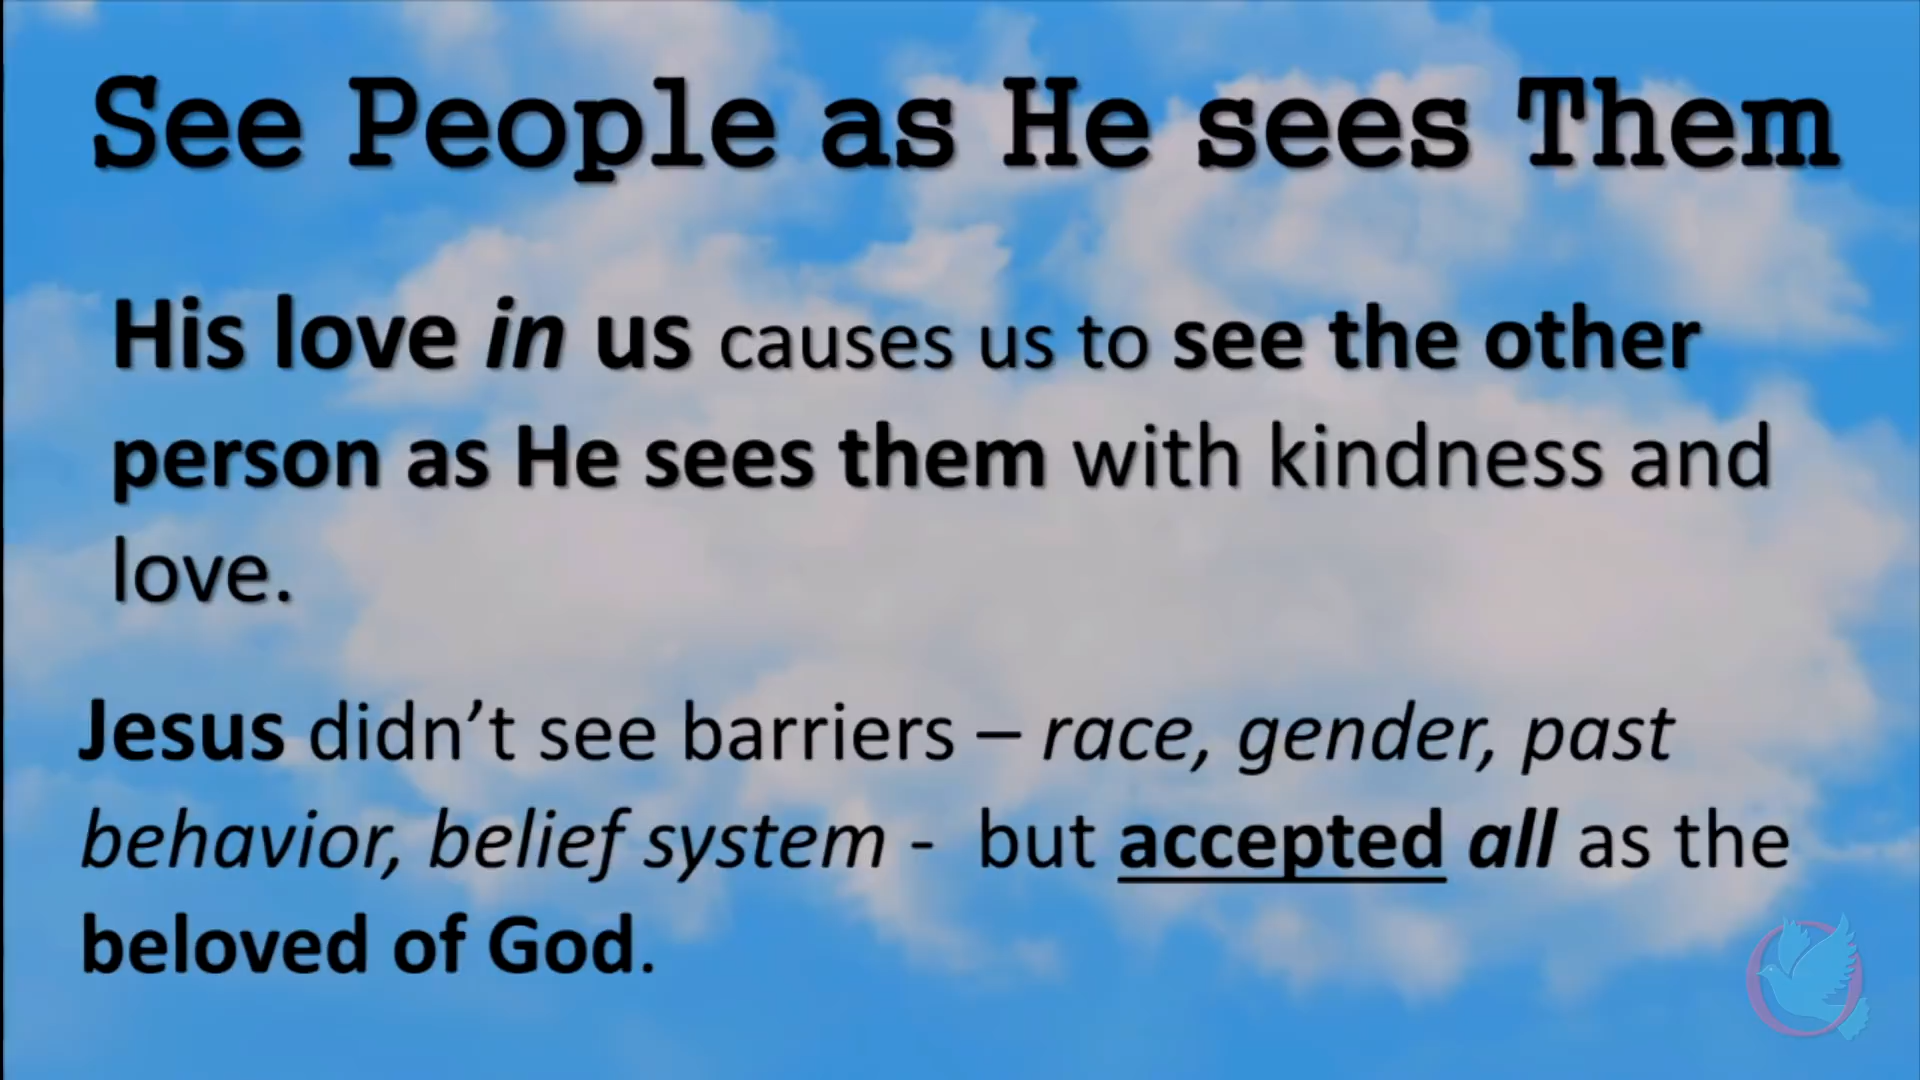 See People as He sees Them
His love in us causes us to see the other
person as He sees them with kindness and
love.
Jesus didn’t see barriers – race, gender, past
behavior, belief system -  but accepted all as the
beloved of God.